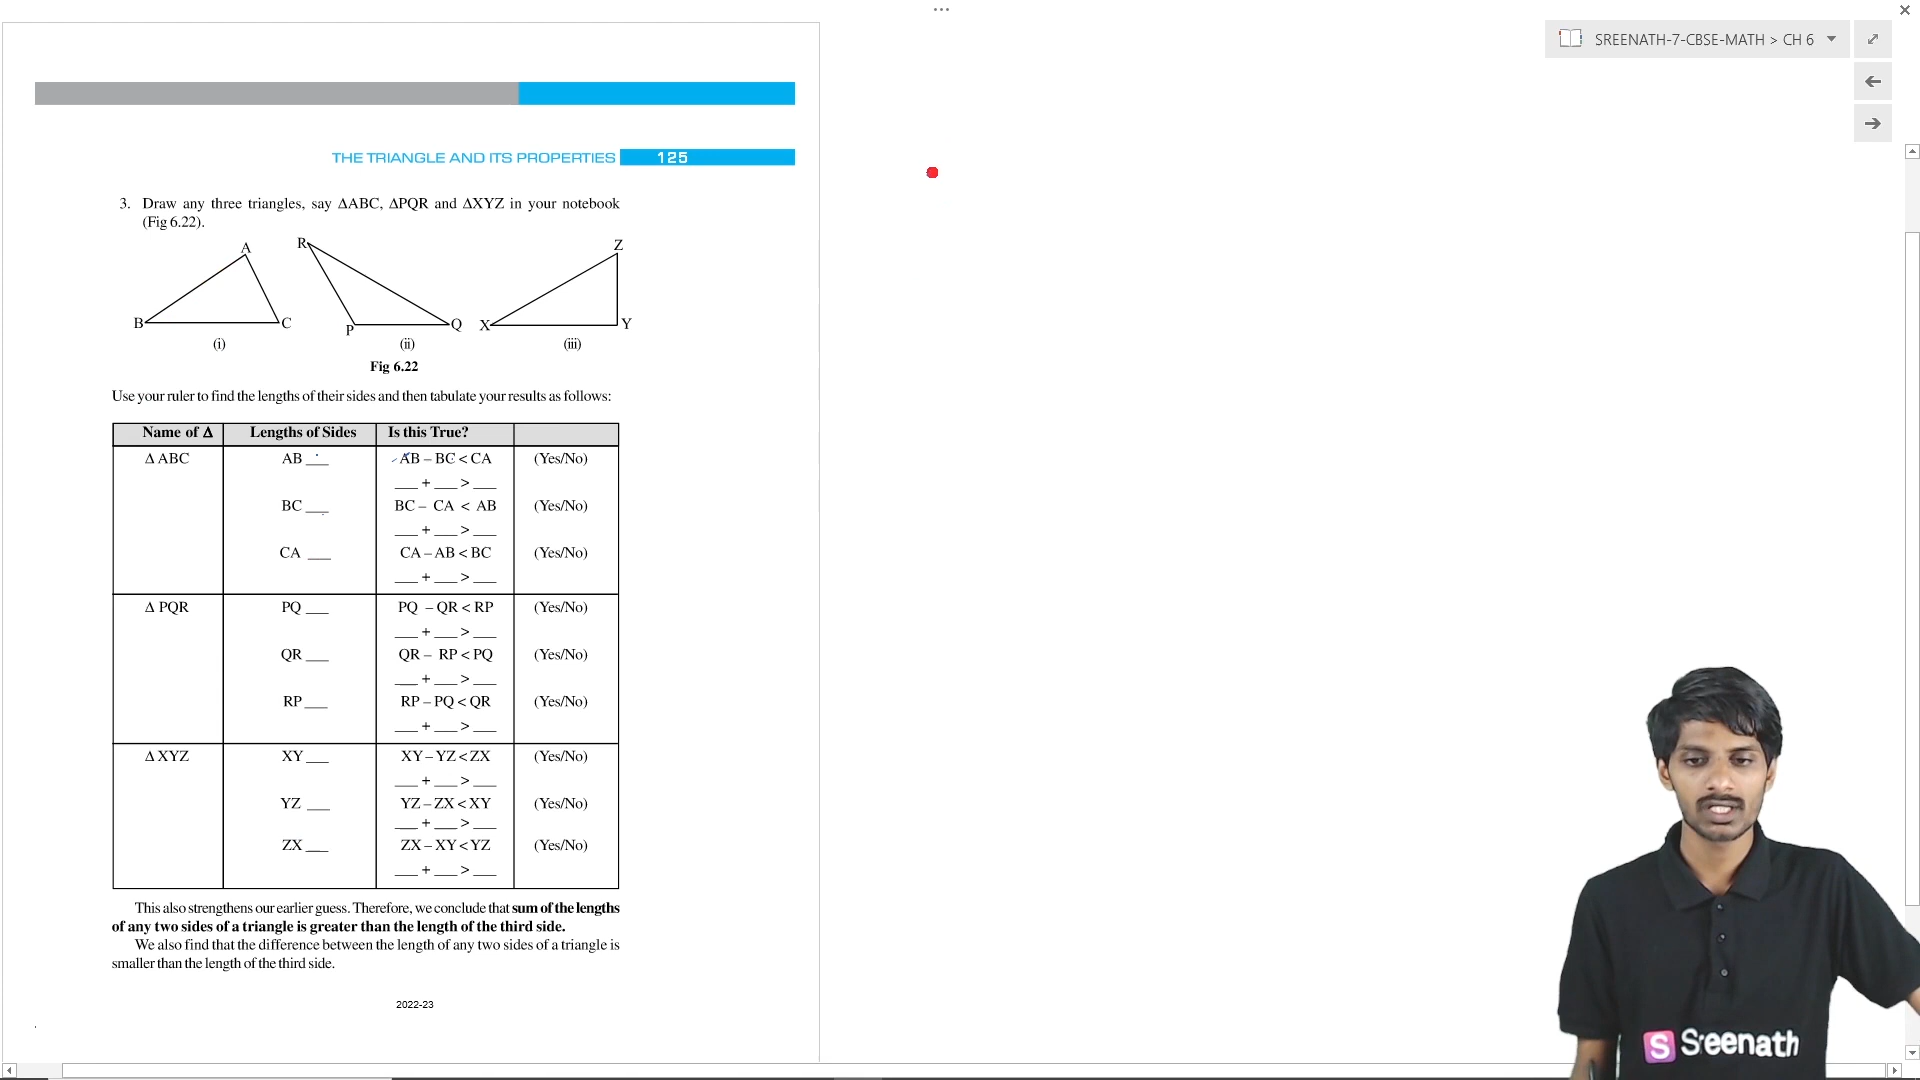 SREENATH-7-CBSE-MATH > CH 6
THE TRIANGLE AND ITS PROPERTIES 125
3. Draw any three triangles, say ΔABC, ΔPQR and ΔXYZ in your notebook
(Fig 6.22).
A
B
C
(i)
R
P
Q
(ii)
Z
X
Y
(iii)
Fig 6.22
Use your ruler to find the lengths of their sides and then tabulate your results as follows:
Name of Δ Lengths of Sides Is this True?
Δ ABC AB ___ AB – BC < CA (Yes/No)
___ + ___ > ___
BC ___ BC – CA < AB (Yes/No)
___ + ___ > ___
CA ___ CA – AB < BC (Yes/No)
___ + ___ > ___
Δ PQR PQ ___ PQ – QR < RP (Yes/No)
___ + ___ > ___
QR ___ QR – RP < PQ (Yes/No)
___ + ___ > ___
RP ___ RP – PQ < QR (Yes/No)
___ + ___ > ___
Δ XYZ XY ___ XY – YZ < ZX (Yes/No)
___ + ___ > ___
YZ ___ YZ – ZX < XY (Yes/No)
___ + ___ > ___
ZX ___ ZX – XY < YZ (Yes/No)
___ + ___ > ___
This also strengthens our earlier guess. Therefore, we conclude that sum of the lengths
of any two sides of a triangle is greater than the length of the third side.
We also find that the difference between the length of any two sides of a triangle is
smaller than the length of the third side.
2022-23
S Sreenath